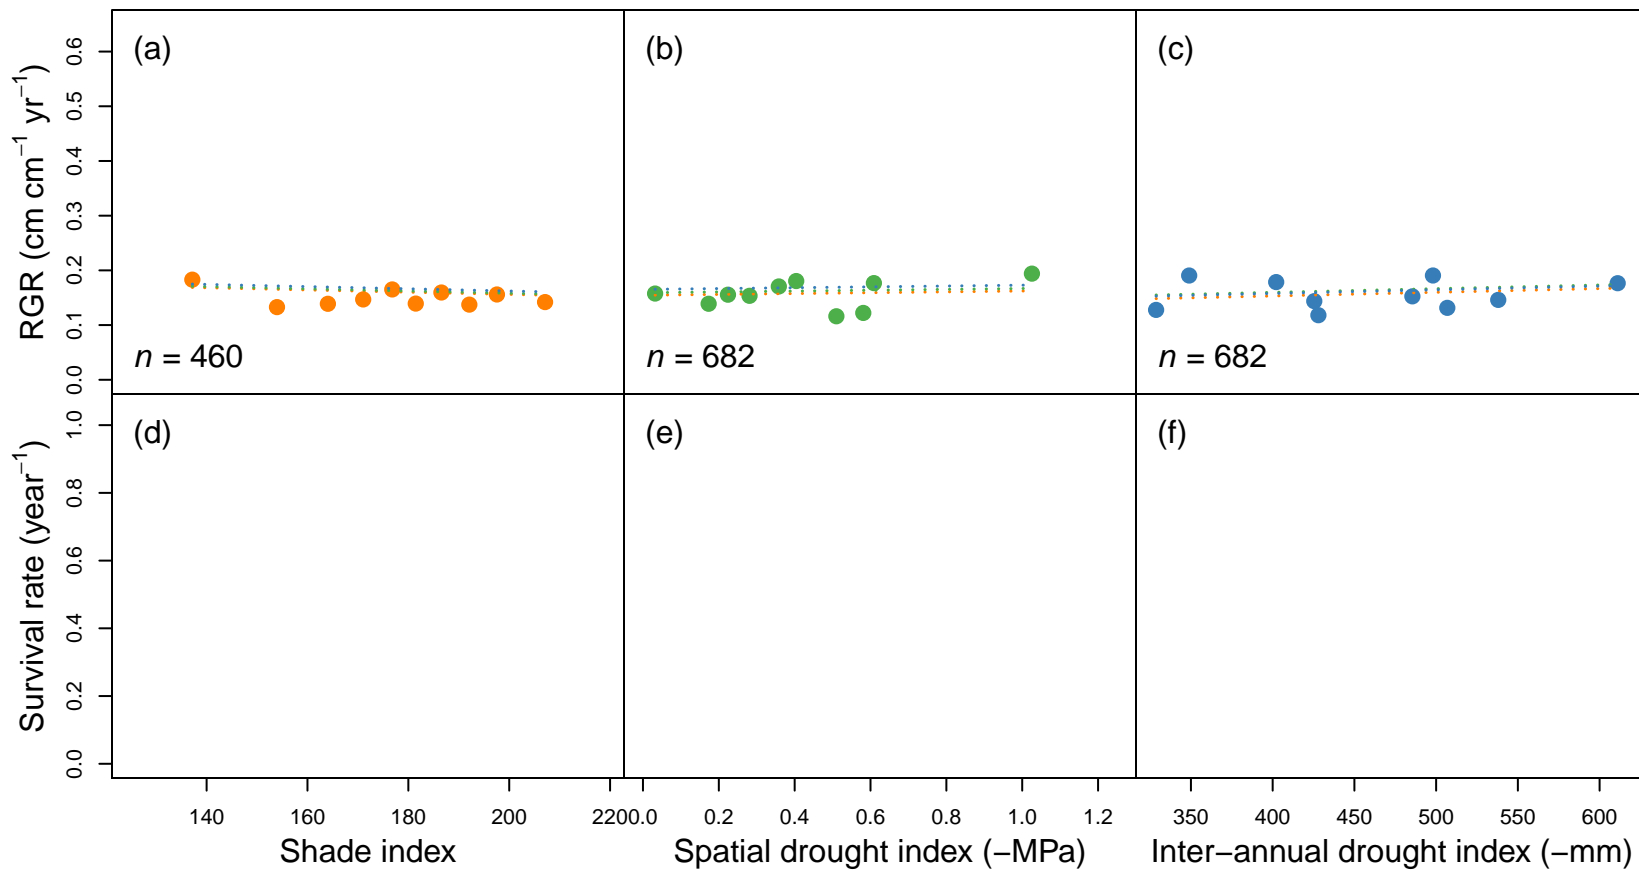 (a) (b) (c)
RGR (cm cm⁻¹ yr⁻¹)
0.0 0.1 0.2 0.3 0.4 0.5 0.6
n = 460 n = 682 n = 682
(d) (e) (f)
Survival rate (year⁻¹)
0.0 0.2 0.4 0.6 0.8 1.0
140 160 180 200 220 0.0 0.2 0.4 0.6 0.8 1.0 1.2 350 400 450 500 550 600
Shade index Spatial drought index (−MPa) Inter−annual drought index (−mm)